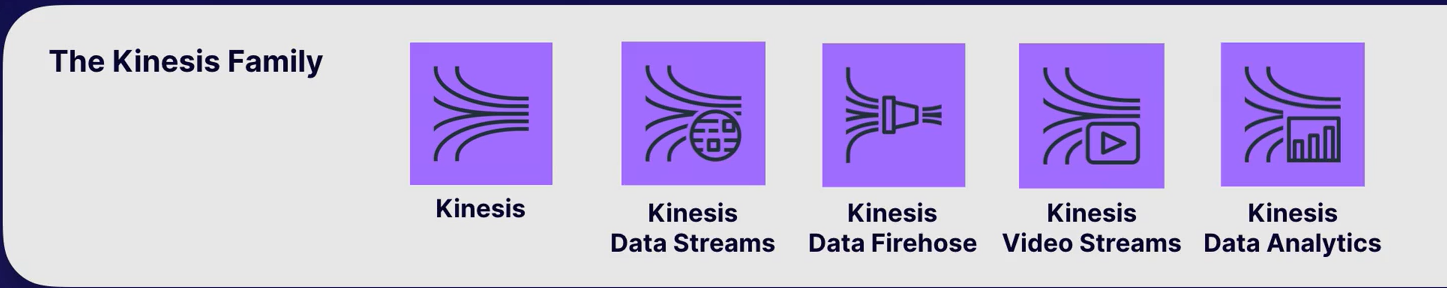 The Kinesis Family
Kinesis
Kinesis
Data Streams
Kinesis
Data Firehose
Kinesis
Video Streams
Kinesis
Data Analytics